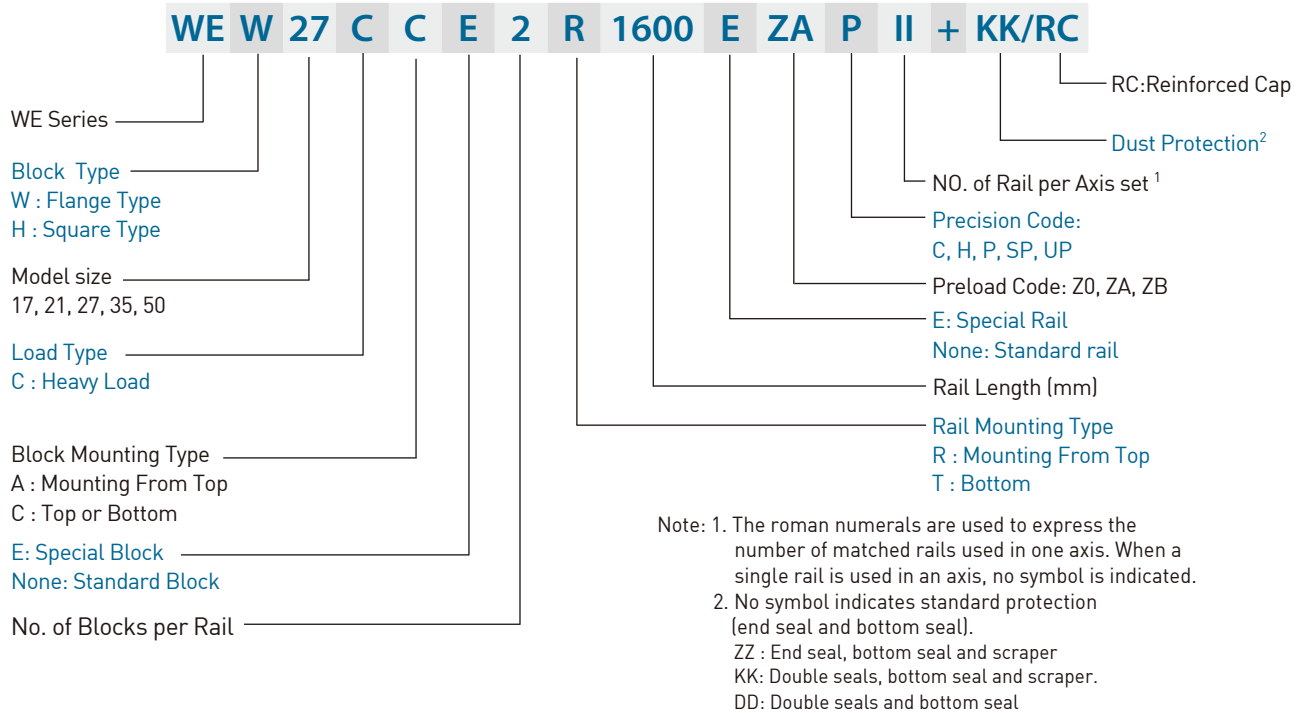 WE W 27 C C E 2 R 1600 E ZA P II + KK/RC
WE Series
Block Type
W : Flange Type
H : Square Type
Model size
17, 21, 27, 35, 50
Load Type
C : Heavy Load
Block Mounting Type
A : Mounting From Top
C : Top or Bottom
E: Special Block
None: Standard Block
No. of Blocks per Rail
RC:Reinforced Cap
Dust Protection²
NO. of Rail per Axis set ¹
Precision Code:
C, H, P, SP, UP
Preload Code: Z0, ZA, ZB
E: Special Rail
None: Standard rail
Rail Length (mm)
Rail Mounting Type
R : Mounting From Top
T : Bottom
Note: 1. The roman numerals are used to express the
number of matched rails used in one axis. When a
single rail is used in an axis, no symbol is indicated.
2. No symbol indicates standard protection
(end seal and bottom seal).
ZZ : End seal, bottom seal and scraper
KK: Double seals, bottom seal and scraper.
DD: Double seals and bottom seal